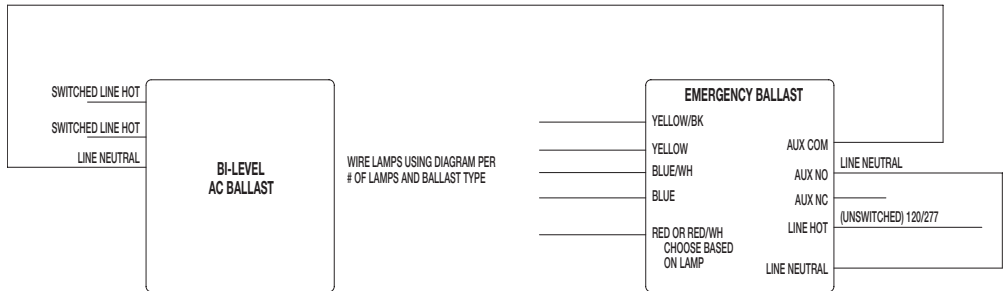 SWITCHED LINE HOT
SWITCHED LINE HOT
LINE NEUTRAL
BI-LEVEL
AC BALLAST
WIRE LAMPS USING DIAGRAM PER
# OF LAMPS AND BALLAST TYPE
EMERGENCY BALLAST
YELLOW/BK
YELLOW
BLUE/WH
BLUE
RED OR RED/WH
CHOOSE BASED
ON LAMP
AUX COM
AUX NO
AUX NC
LINE HOT
LINE NEUTRAL
LINE NEUTRAL
(UNSWITCHED) 120/277